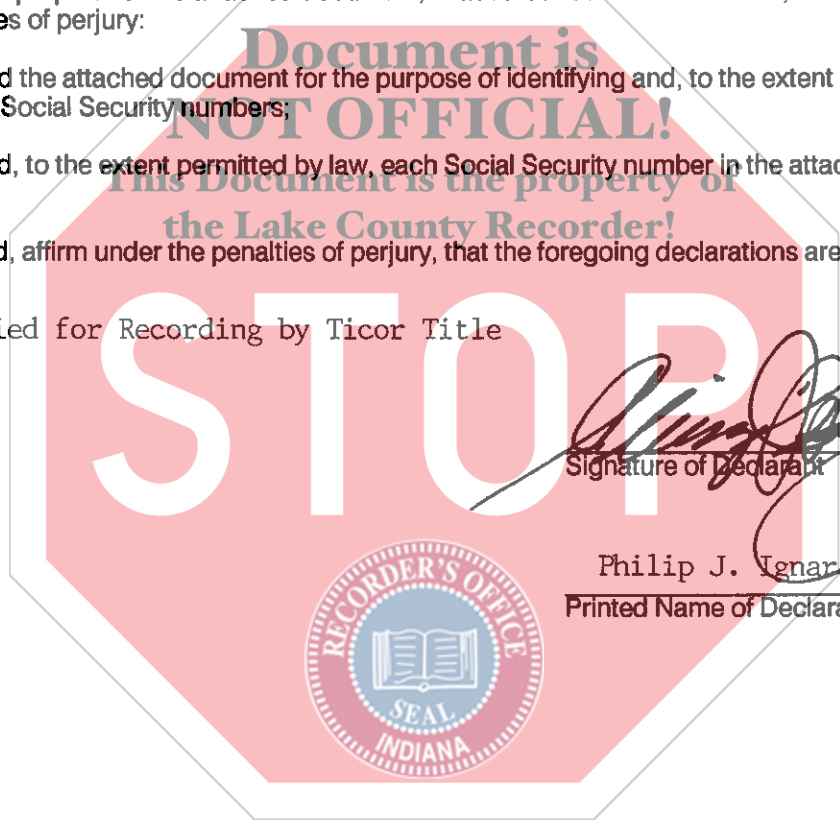 es of perjury:
Document is
d the attached document for the purpose of identifying and, to the extent
Social Security numbers;
NOT OFFICIAL!
d, to the extent permitted by law, each Social Security number in the attac
This Document is the property of
the Lake County Recorder!
d, affirm under the penalties of perjury, that the foregoing declarations are
ied for Recording by Ticor Title
STOP
Signature of Declarant
Philip J. Ignar
Printed Name of Declara
RECORDER'S OFFICE
SEAL
INDIANA